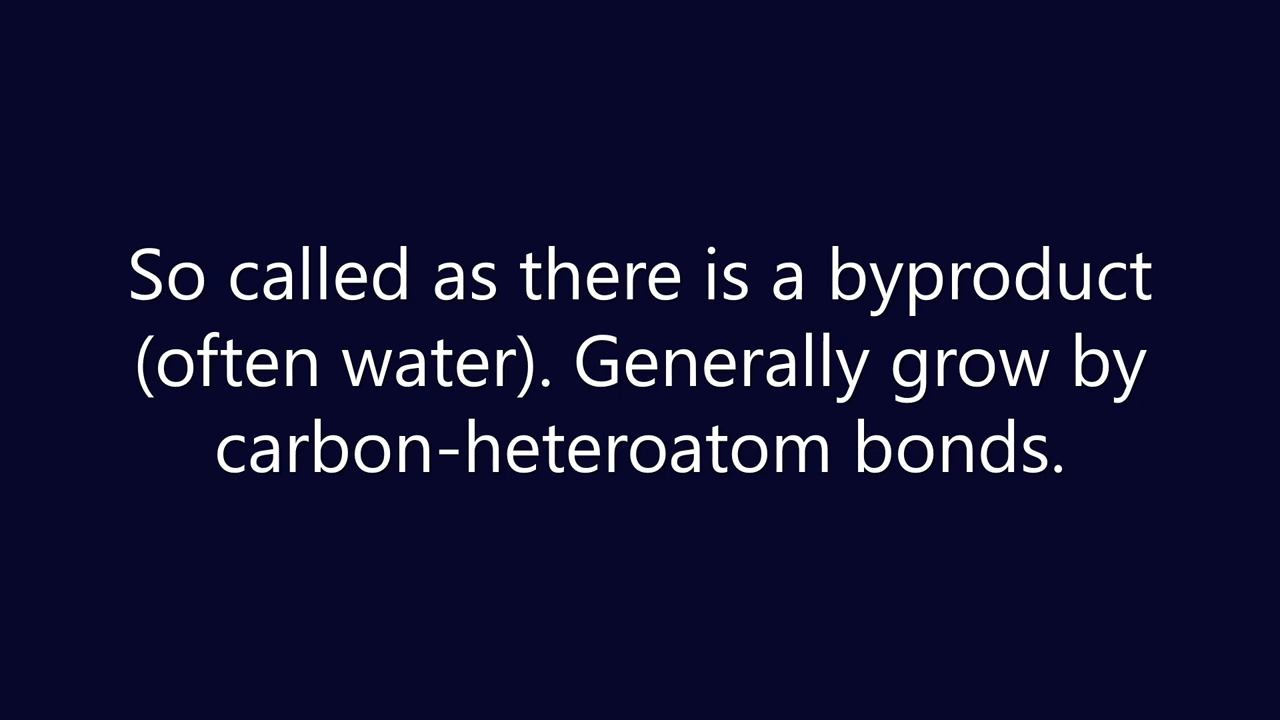 So called as there is a byproduct
(often water). Generally grow by
carbon-heteroatom bonds.